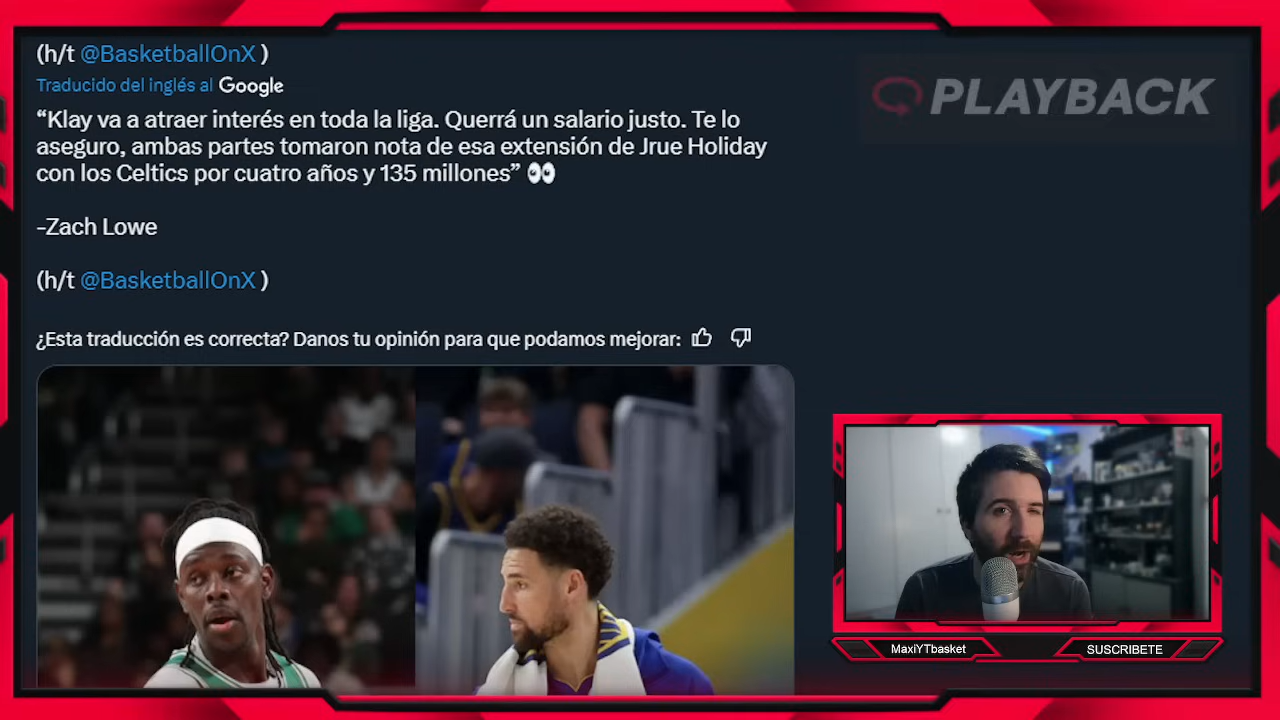 (h/t @BasketballOnX )
Traducido del inglés al Google
PLAYBACK
“Klay va a atraer interés en toda la liga. Querrá un salario justo. Te lo
aseguro, ambas partes tomaron nota de esa extensión de Jrue Holiday
con los Celtics por cuatro años y 135 millones” 👀
-Zach Lowe
(h/t @BasketballOnX )
¿Esta traducción es correcta? Danos tu opinión para que podamos mejorar:
MaxiYTbasket
SUSCRIBETE